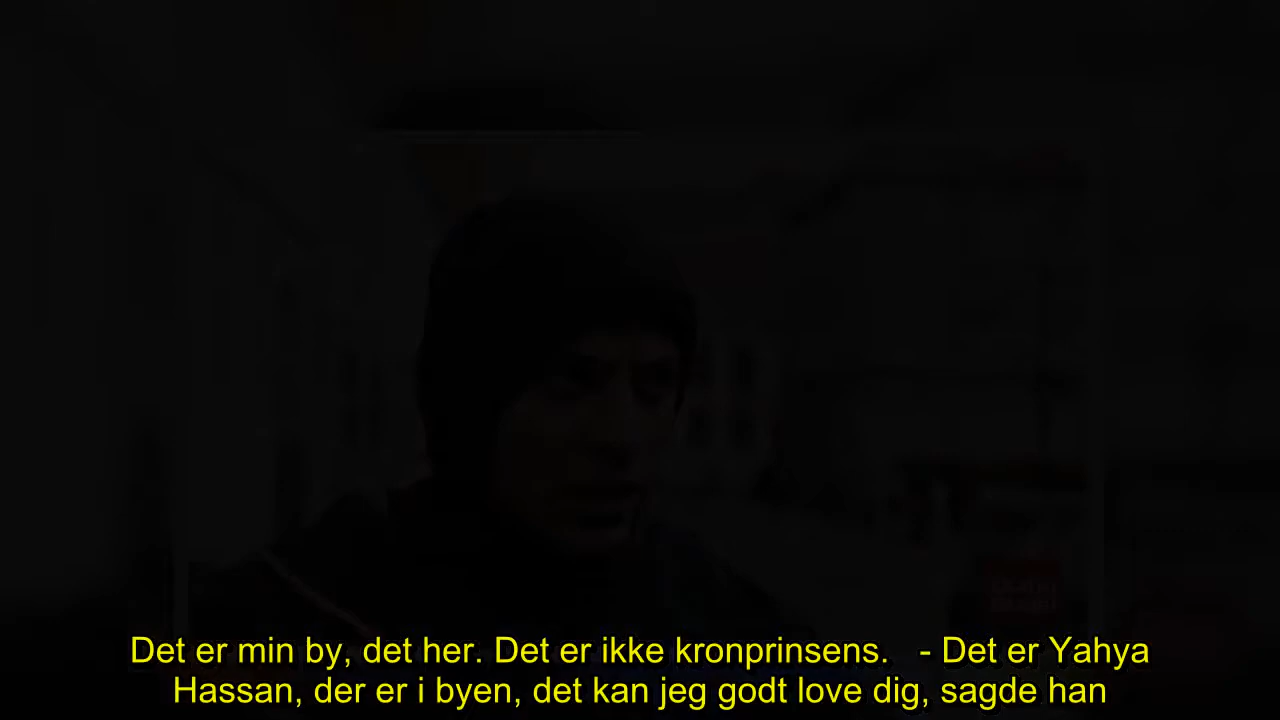 Det er min by, det her. Det er ikke kronprinsens.   - Det er Yahya
Hassan, der er i byen, det kan jeg godt love dig, sagde han